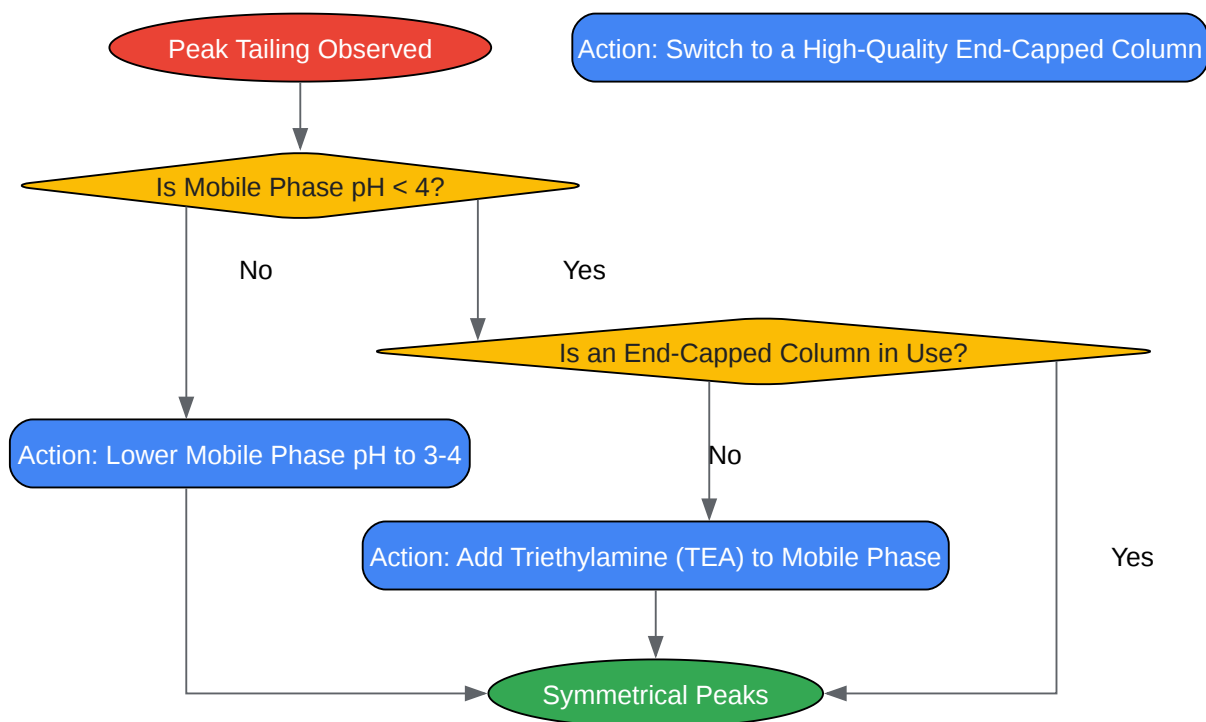 Peak Tailing Observed
Action: Switch to a High-Quality End-Capped Column
Is Mobile Phase pH < 4?
No
Yes
Is an End-Capped Column in Use?
Action: Lower Mobile Phase pH to 3-4
No
Action: Add Triethylamine (TEA) to Mobile Phase
Yes
Symmetrical Peaks